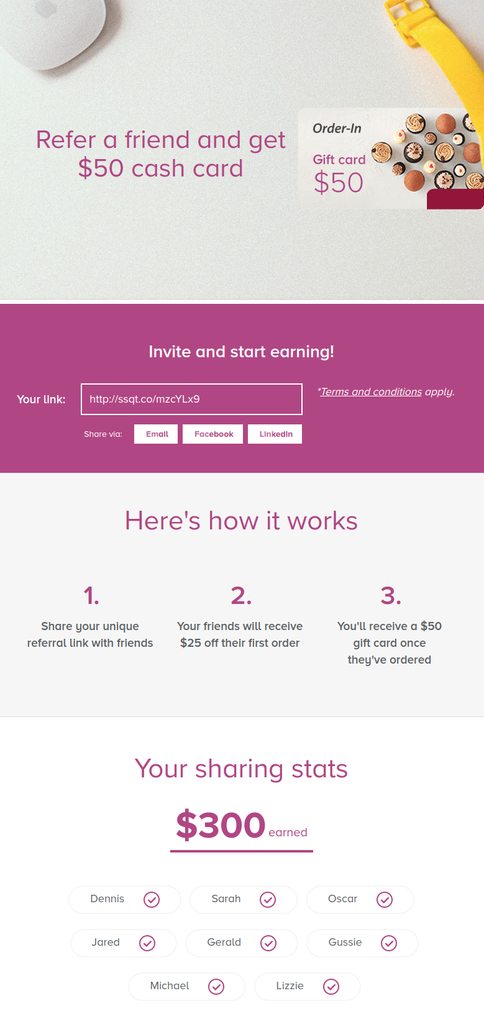 Refer a friend and get
$50 cash card
Order-In
Gift card
$50
Invite and start earning!
Your link:
http://ssqt.co/mzcYLx9
*Terms and conditions apply.
Share via:
Email
Facebook
LinkedIn
Here's how it works
1.
Share your unique
referral link with friends
2.
Your friends will receive
$25 off their first order
3.
You'll receive a $50
gift card once
they've ordered
Your sharing stats
$300 earned
Dennis
Sarah
Oscar
Jared
Gerald
Gussie
Michael
Lizzie